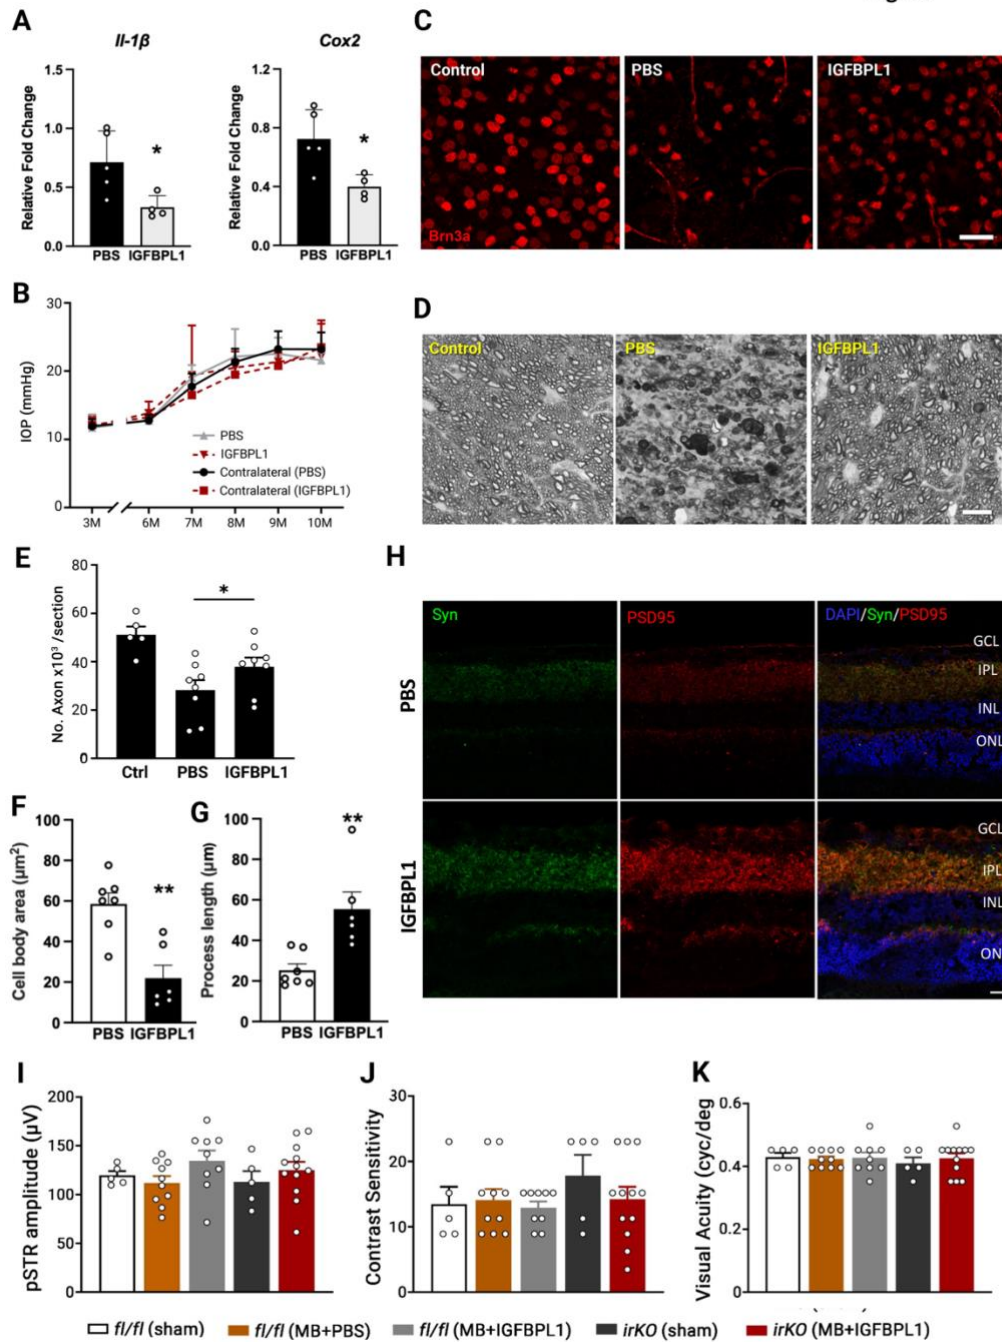 A
Il-1β
Cox2
Relative Fold Change
1.5
1.0
0.5
0.0
*
PBS IGFBPL1
Relative Fold Change
1.2
0.8
0.4
0.0
*
PBS IGFBPL1
C
Control
PBS
IGFBPL1
Brn3a
B
IOP (mmHg)
30
20
10
0
PBS
IGFBPL1
Contralateral (PBS)
Contralateral (IGFBPL1)
3M 6M 7M 8M 9M 10M
D
Control
PBS
IGFBPL1
E
No. Axon x10³ /section
80
60
40
20
0
*
Ctrl PBS IGFBPL1
H
Syn
PSD95
DAPI/Syn/PSD95
PBS
GCL
IPL
INL
ONL
IGFBPL1
GCL
IPL
INL
ON
F
Cell body area (µm²)
100
80
60
40
20
0
**
PBS IGFBPL1
G
Process length (µm)
100
80
60
40
20
0
**
PBS IGFBPL1
I
pSTR amplitude (µV)
200
150
100
50
0
J
Contrast Sensitivity
30
20
10
0
K
Visual Acuity (cyc/deg
0.6
0.4
0.2
0
fl/fl (sham) fl/fl (MB+PBS) fl/fl (MB+IGFBPL1) irKO (sham) irKO (MB+IGFBPL1)